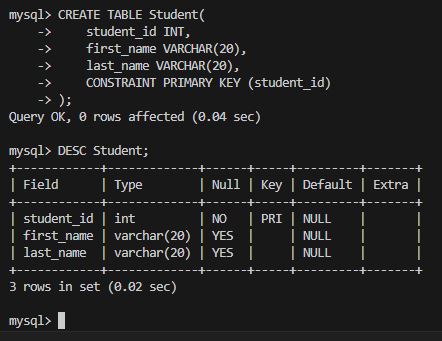 mysql> CREATE TABLE Student(
    ->     student_id INT,
    ->     first_name VARCHAR(20),
    ->     last_name VARCHAR(20),
    ->     CONSTRAINT PRIMARY KEY (student_id)
    -> );
Query OK, 0 rows affected (0.04 sec)

mysql> DESC Student;
+------------+-------------+------+-----+---------+-------+
| Field      | Type        | Null | Key | Default | Extra |
+------------+-------------+------+-----+---------+-------+
| student_id | int         | NO   | PRI | NULL    |       |
| first_name | varchar(20) | YES  |     | NULL    |       |
| last_name  | varchar(20) | YES  |     | NULL    |       |
+------------+-------------+------+-----+---------+-------+
3 rows in set (0.02 sec)

mysql>